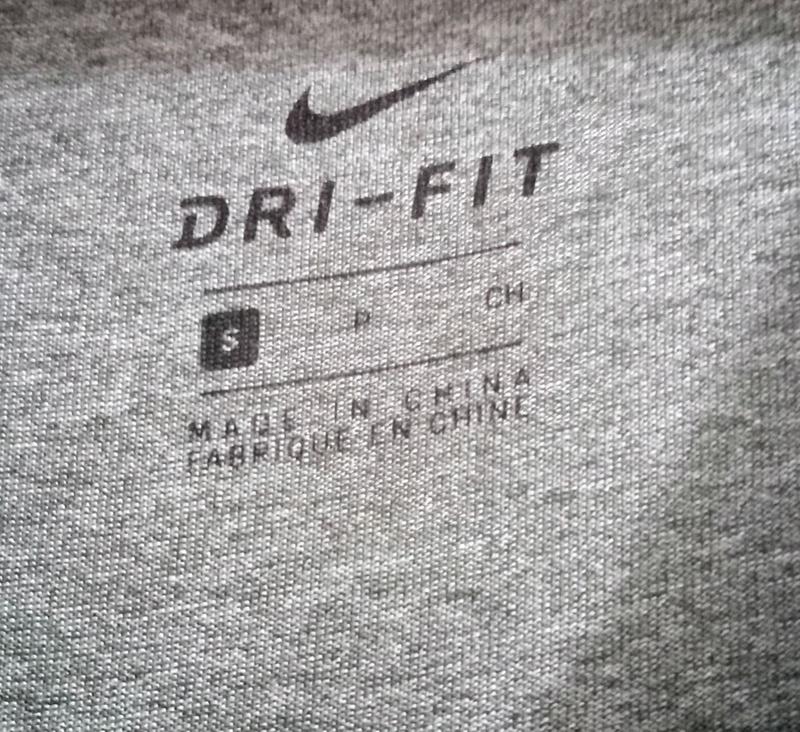 DRI-FIT
S P CH
MADE IN CHINA
FABRIQUE EN CHINE